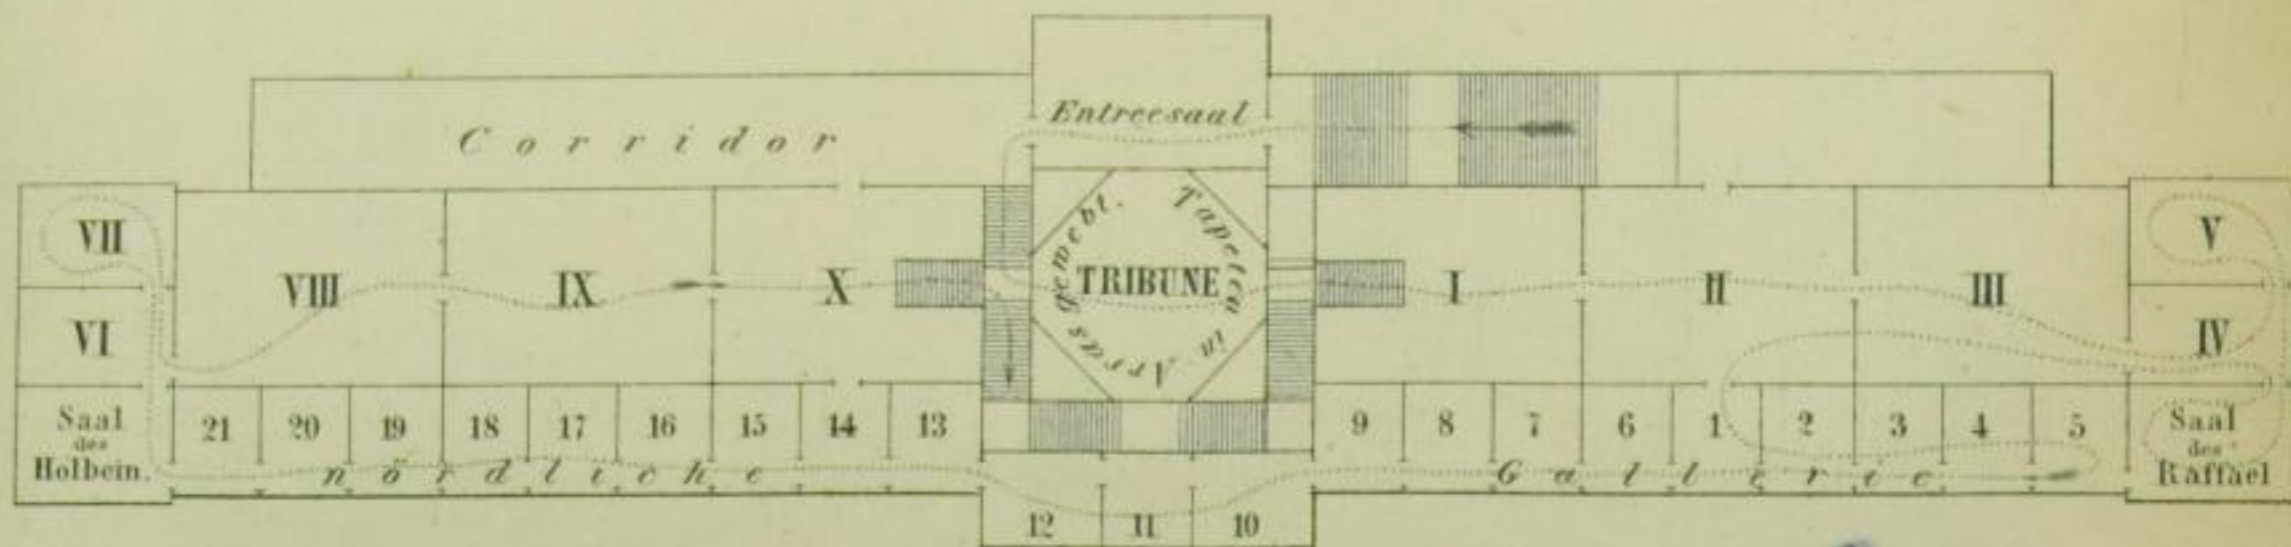 Entreesaal
Corridor
Tapeten in Arras gewebt.
VII
VIII
IX
X
TRIBUNE
I
II
III
V
VI
IV
Saal
des
Holbein.
21
20
19
18
17
16
15
14
13
9
8
7
6
1
2
3
4
5
Saal
des
Raffael
nördliche
Gallerie
12
11
10